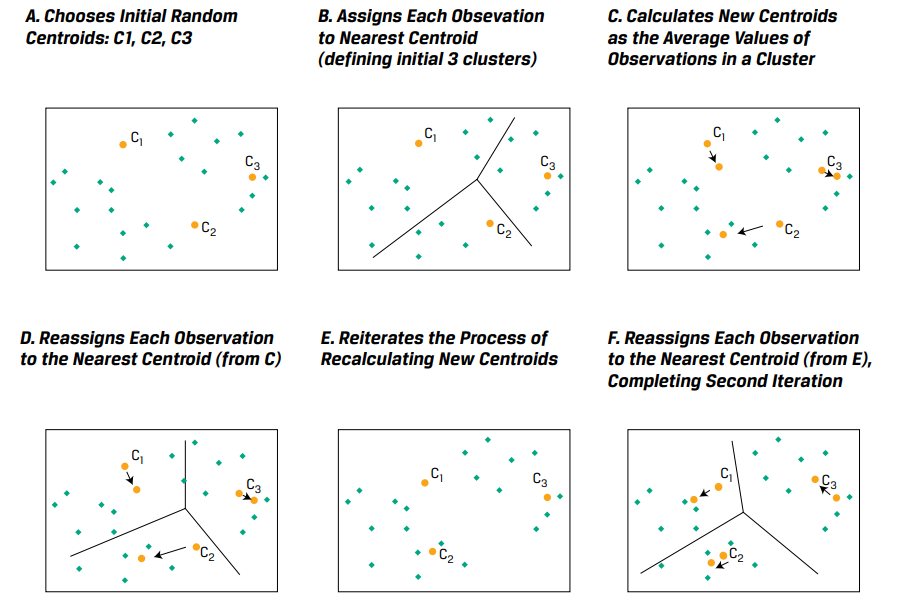 A. Chooses Initial Random
Centroids: C1, C2, C3
B. Assigns Each Obsevation
to Nearest Centroid
(defining initial 3 clusters)
C. Calculates New Centroids
as the Average Values of
Observations in a Cluster
C1
C3
C2
C1
C3
C2
C1
C3
C2
D. Reassigns Each Observation
to the Nearest Centroid (from C)
E. Reiterates the Process of
Recalculating New Centroids
F. Reassigns Each Observation
to the Nearest Centroid (from E),
Completing Second Iteration
C1
C3
C2
C1
C3
C2
C1
C3
C2